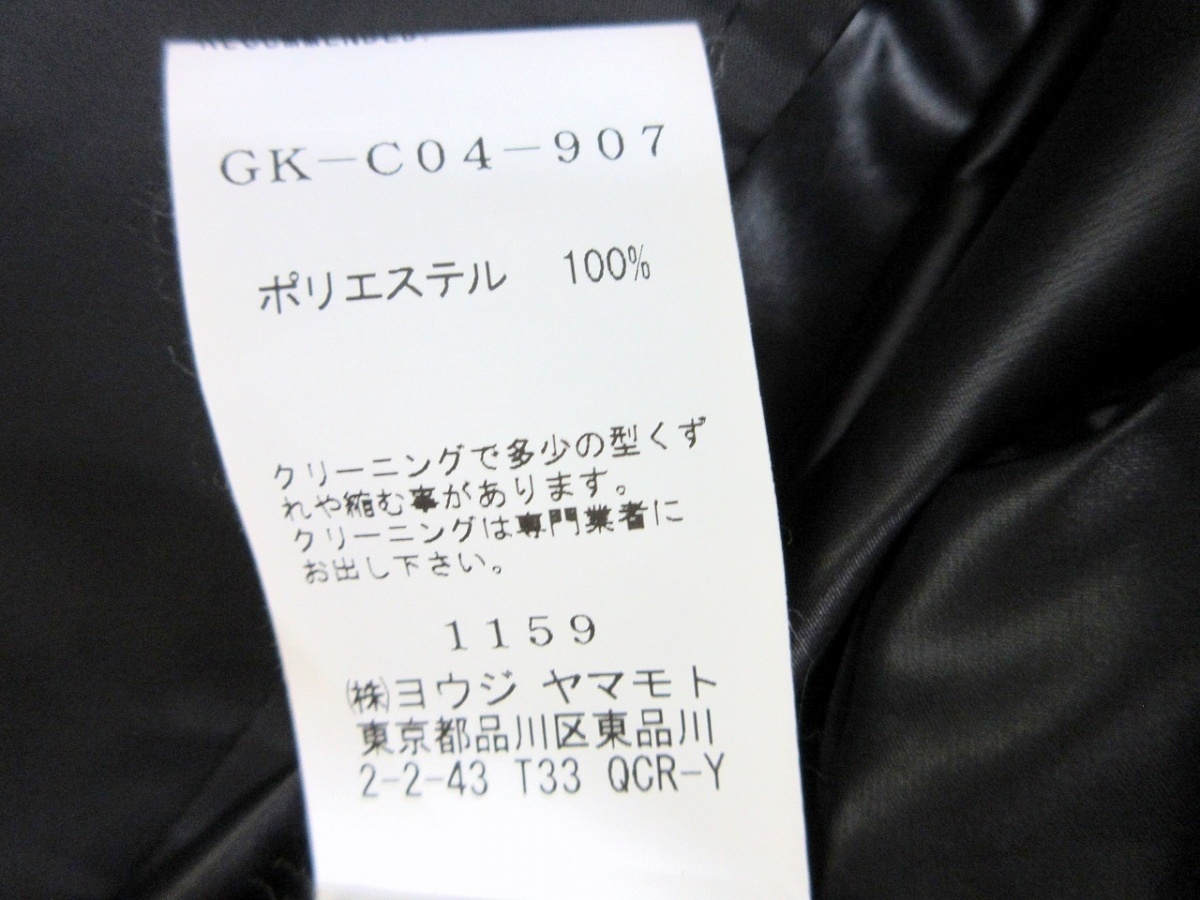 RECOMMENDED.
GK-C04-907
ポリエステル 100%
クリーニングで多少の型くず
れや縮む事があります。
クリーニングは専門業者に
お出し下さい。
1159
㈱ヨウジ ヤマモト
東京都品川区東品川
2-2-43 T33 QCR-Y